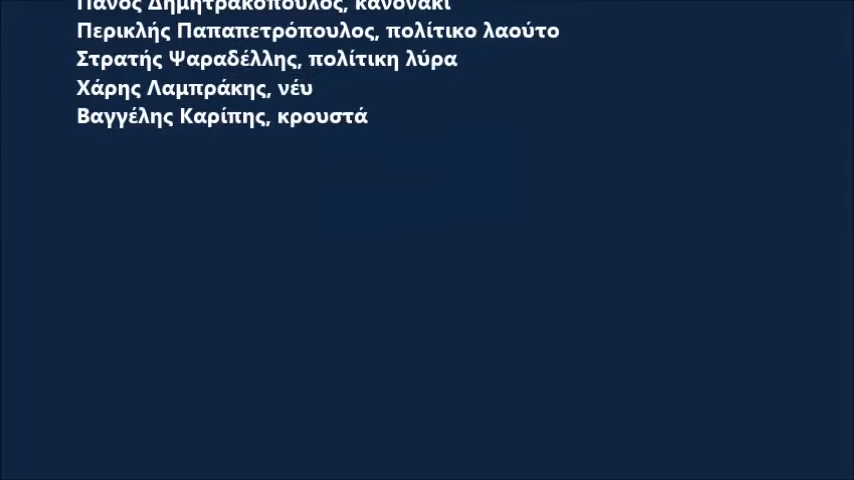 Πάνος Δημητρακόπουλος, κανονάκι
Περικλής Παπαπετρόπουλος, πολίτικο λαούτο
Στρατής Ψαραδέλλης, πολίτικη λύρα
Χάρης Λαμπράκης, νέυ
Βαγγέλης Καρίπης, κρουστά